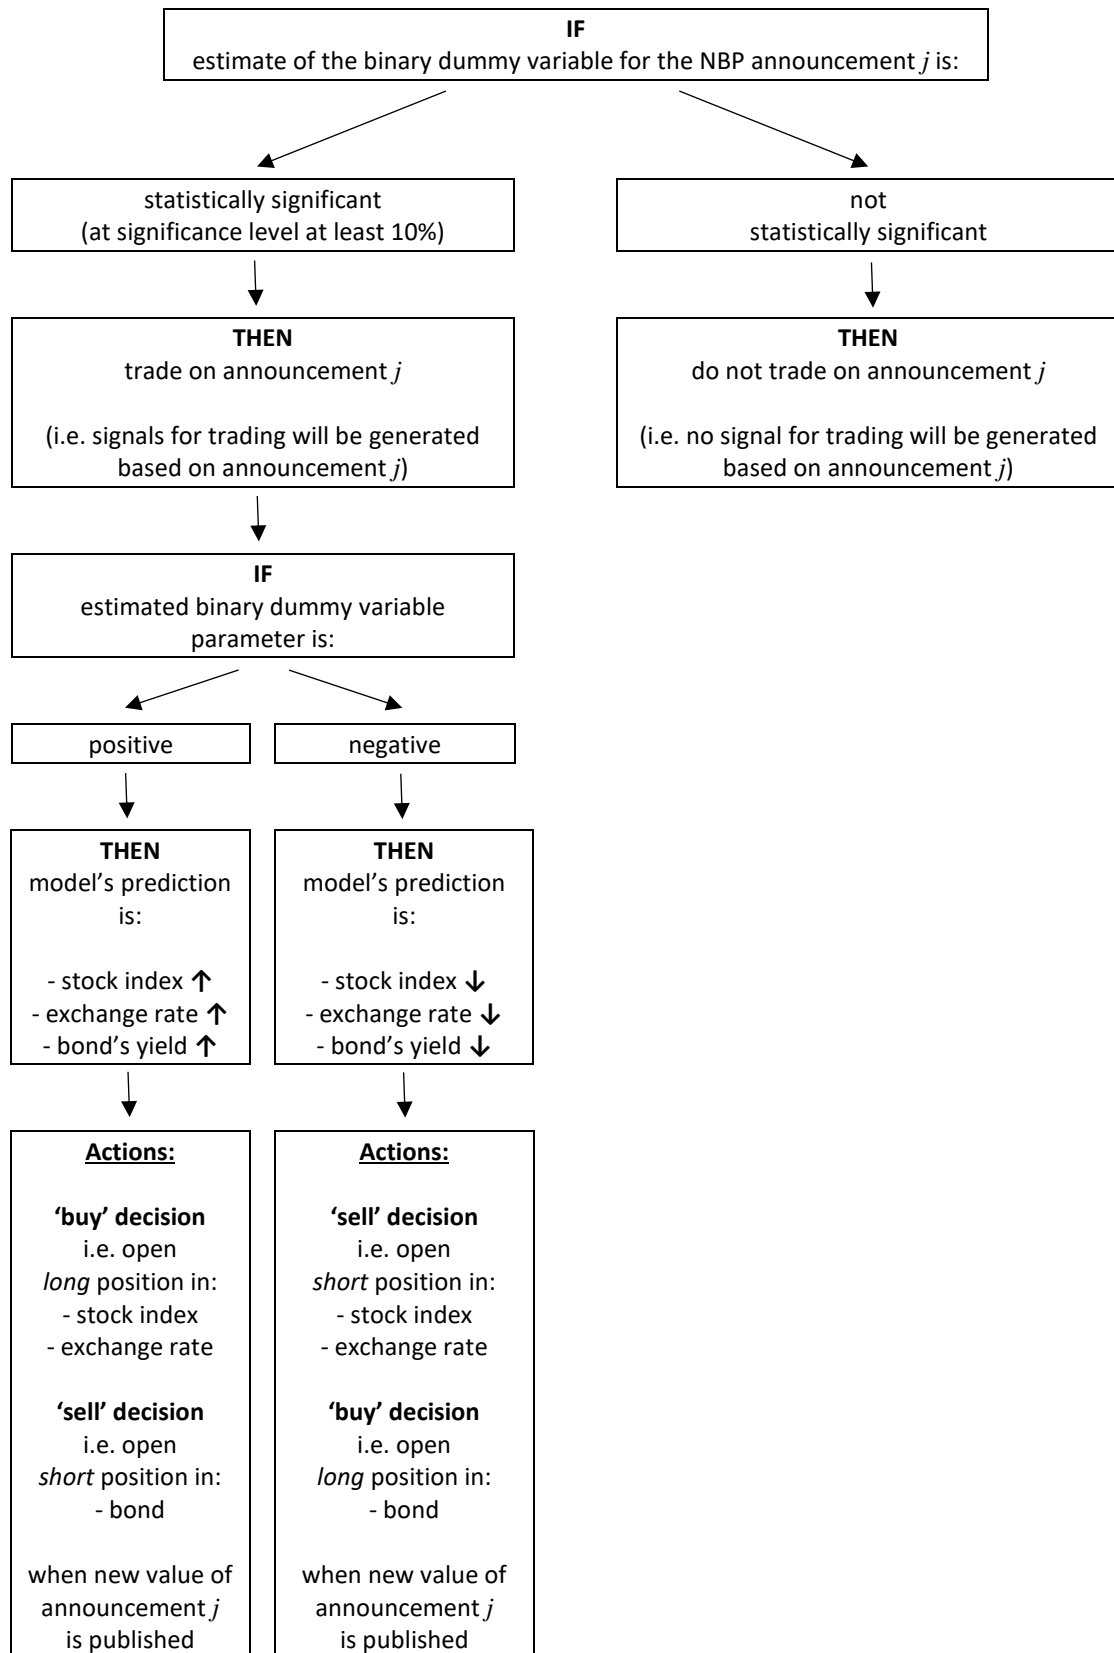 IF
estimate of the binary dummy variable for the NBP announcement j is:
statistically significant
(at significance level at least 10%)
not
statistically significant
THEN
trade on announcement j
(i.e. signals for trading will be generated
based on announcement j)
THEN
do not trade on announcement j
(i.e. no signal for trading will be generated
based on announcement j)
IF
estimated binary dummy variable
parameter is:
positive
negative
THEN
model’s prediction
is:
- stock index ↑
- exchange rate ↑
- bond’s yield ↑
THEN
model’s prediction
is:
- stock index ↓
- exchange rate ↓
- bond’s yield ↓
Actions:
‘buy’ decision
i.e. open
long position in:
- stock index
- exchange rate
‘sell’ decision
i.e. open
short position in:
- bond
when new value of
announcement j
is published
Actions:
‘sell’ decision
i.e. open
short position in:
- stock index
- exchange rate
‘buy’ decision
i.e. open
long position in:
- bond
when new value of
announcement j
is published